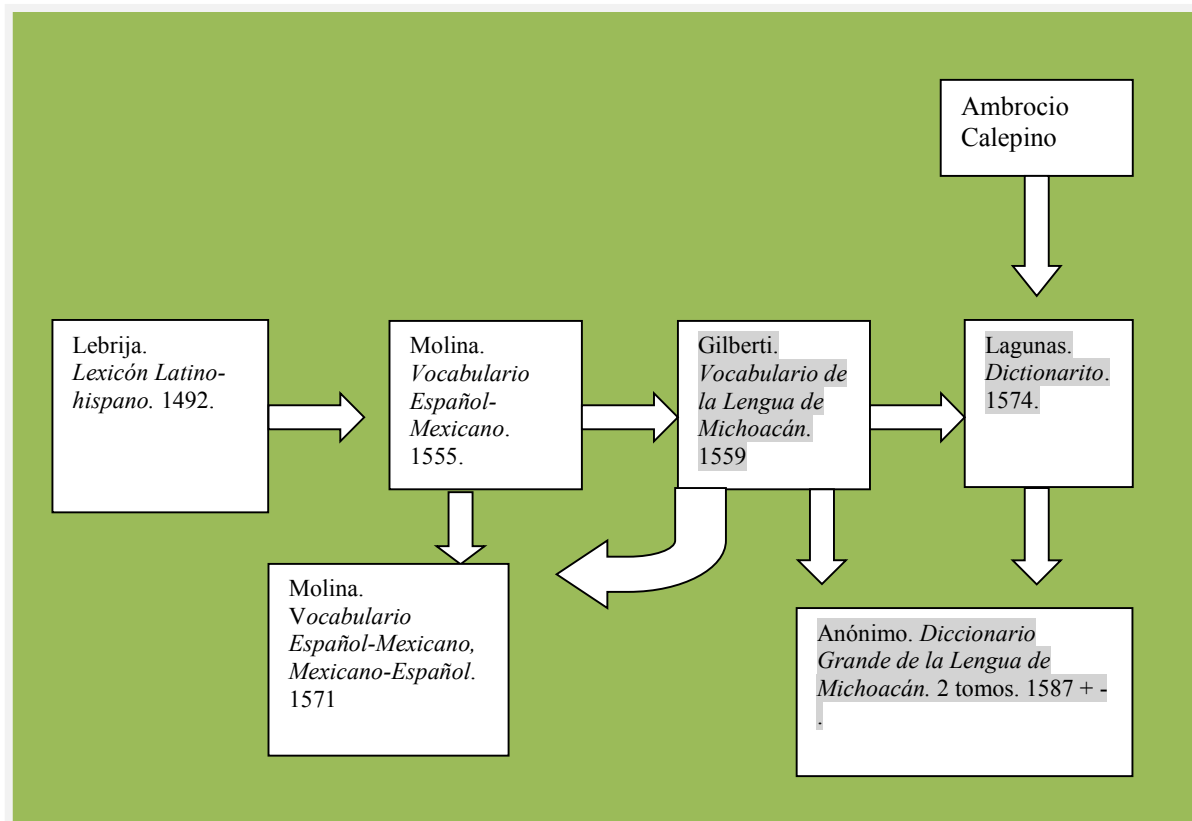 Ambrocio
Calepino
Lebrija.
Lexicón Latino-
hispano. 1492.
Molina.
Vocabulario
Español-
Mexicano.
1555.
Gilberti.
Vocabulario de
la Lengua de
Michoacán.
1559
Lagunas.
Dictionarito.
1574.
Molina.
Vocabulario
Español-Mexicano,
Mexicano-Español.
1571
Anónimo. Diccionario
Grande de la Lengua de
Michoacán. 2 tomos. 1587 + -
.